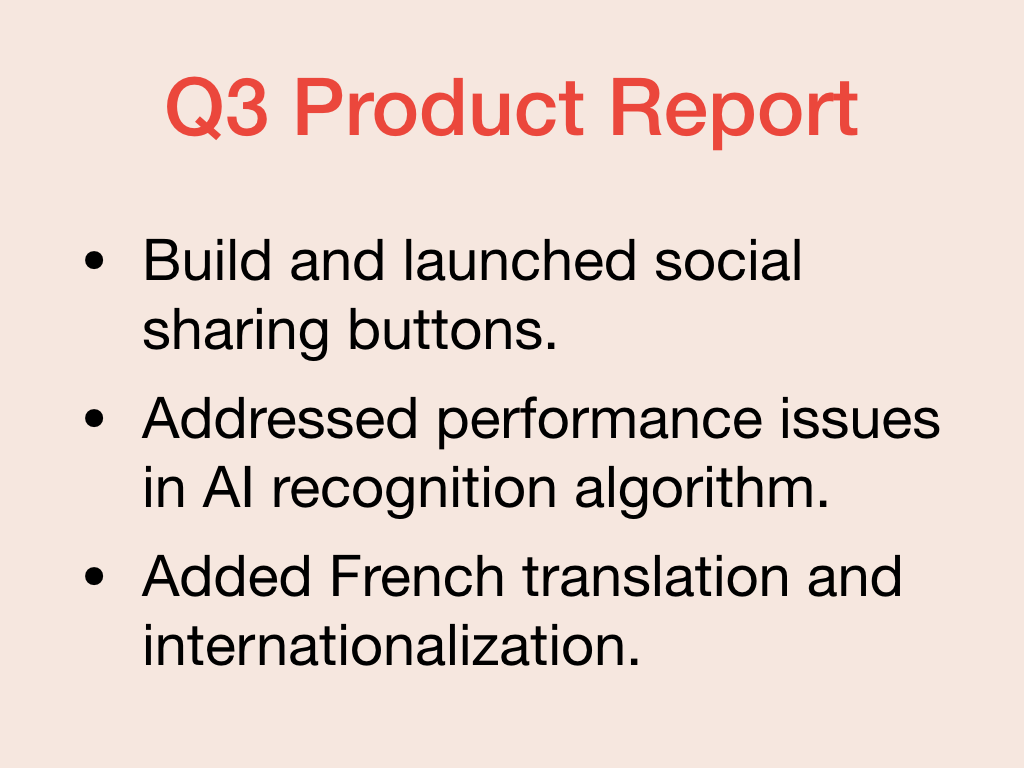 Q3 Product Report
• Build and launched social
sharing buttons.
• Addressed performance issues
in AI recognition algorithm.
• Added French translation and
internationalization.